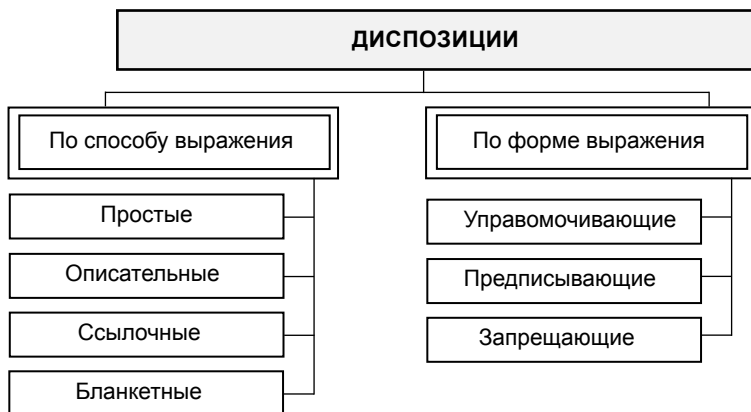 ДИСПОЗИЦИИ
По способу выражения
Простые
Описательные
Ссылочные
Бланкетные
По форме выражения
Управомочивающие
Предписывающие
Запрещающие